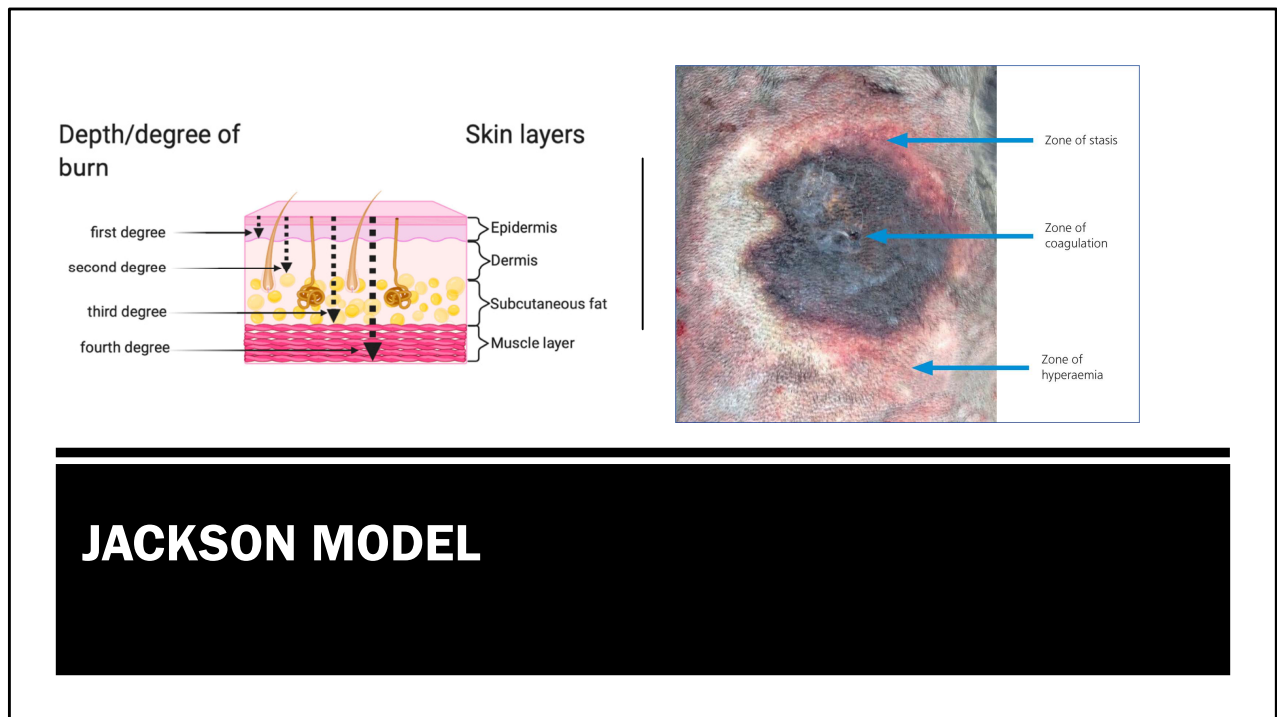 Depth/degree of
burn
Skin layers
first degree
second degree
third degree
fourth degree
Epidermis
Dermis
Subcutaneous fat
Muscle layer
Zone of stasis
Zone of
coagulation
Zone of
hyperaemia
JACKSON MODEL